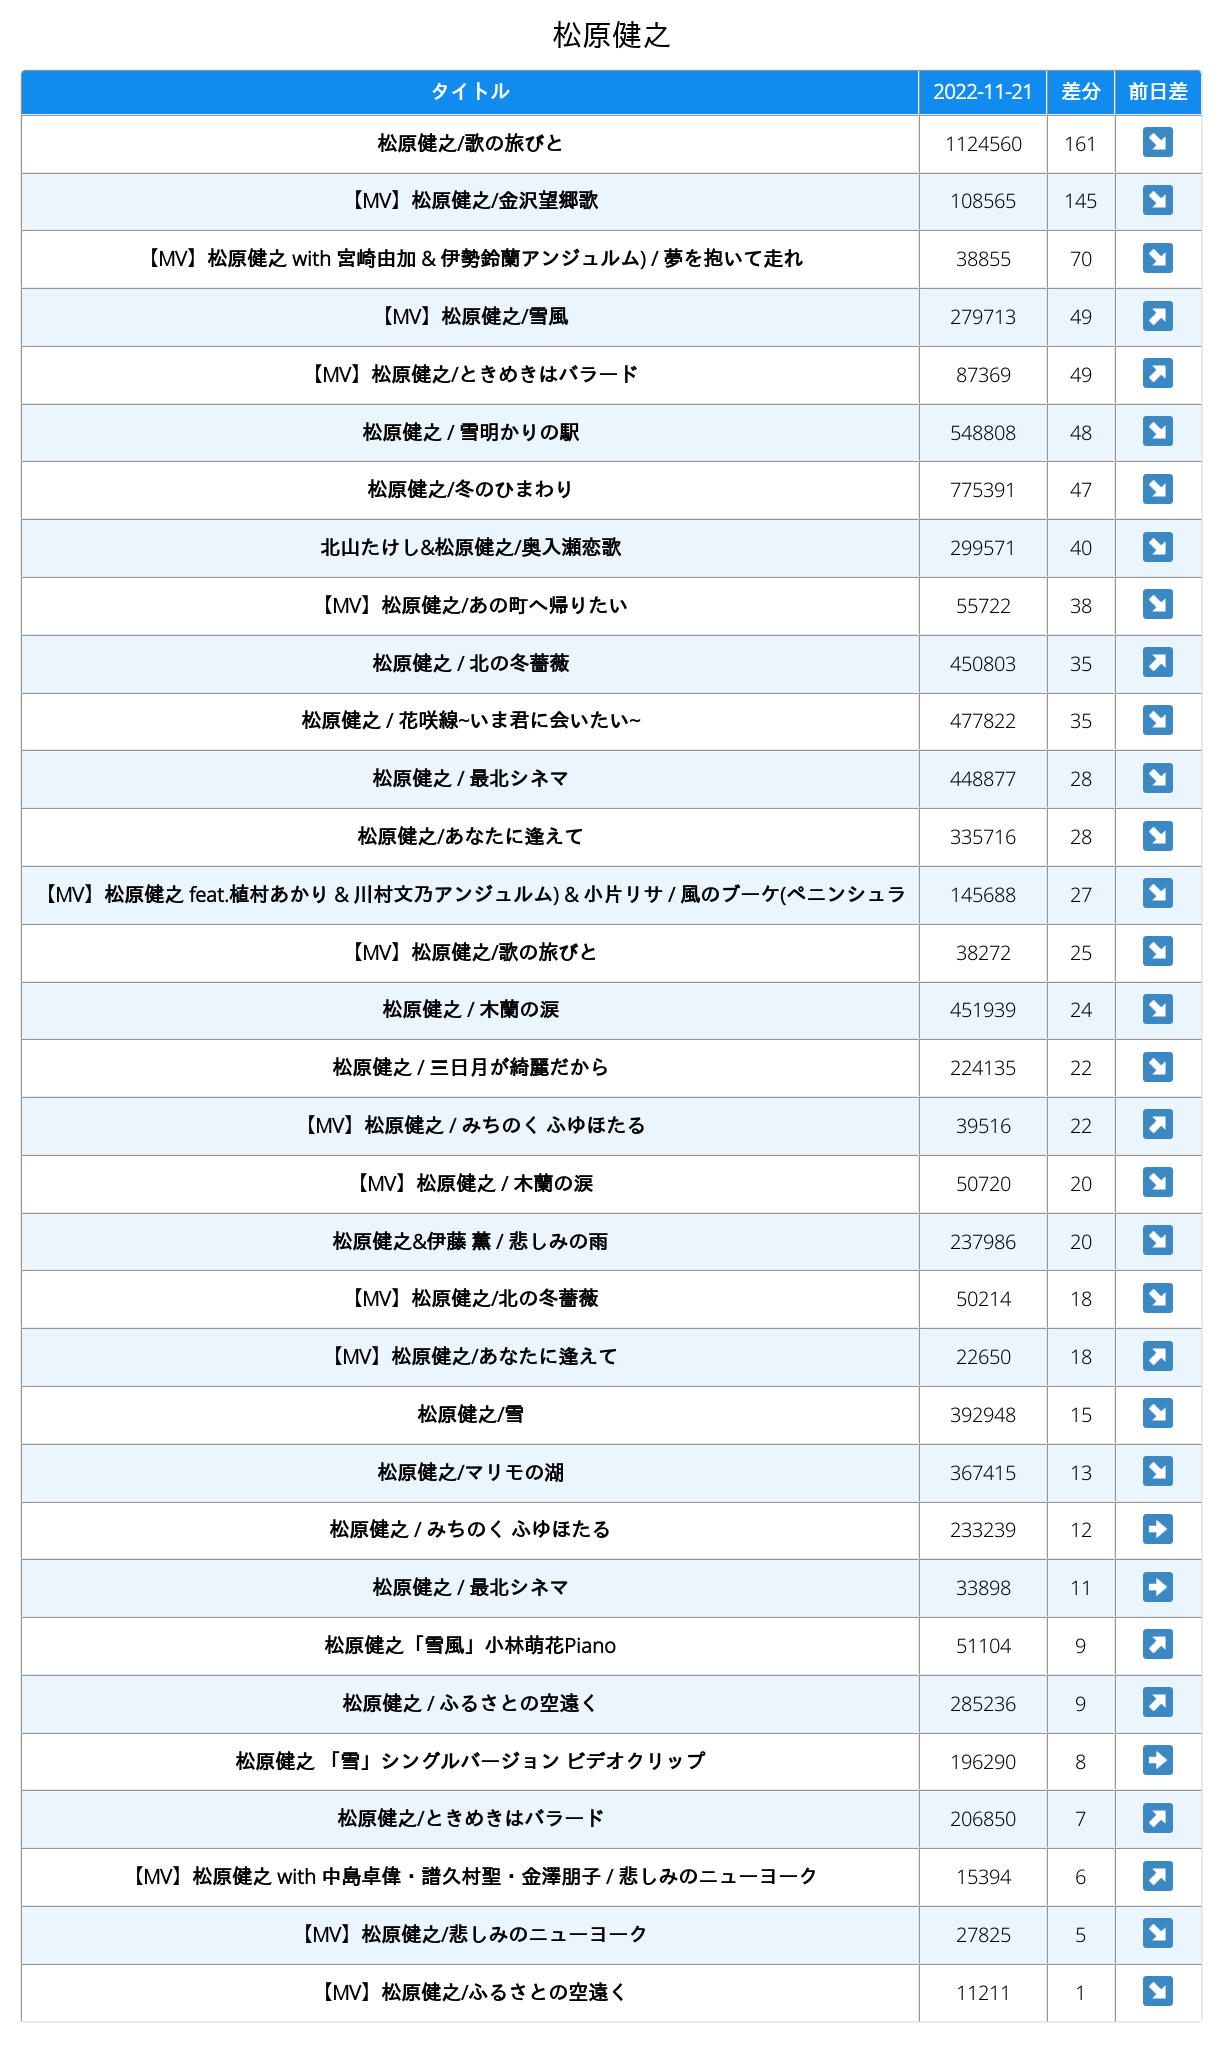 松原健之
タイトル 2022-11-21 差分 前日差
松原健之/歌の旅びと 1124560 161 ↘
【MV】松原健之/金沢望郷歌 108565 145 ↘
【MV】松原健之 with 宮崎由加 & 伊勢鈴蘭アンジュルム) / 夢を抱いて走れ 38855 70 ↘
【MV】松原健之/雪風 279713 49 ↗
【MV】松原健之/ときめきはバラード 87369 49 ↗
松原健之 / 雪明かりの駅 548808 48 ↘
松原健之/冬のひまわり 775391 47 ↘
北山たけし&松原健之/奥入瀬恋歌 299571 40 ↘
【MV】松原健之/あの町へ帰りたい 55722 38 ↘
松原健之 / 北の冬薔薇 450803 35 ↗
松原健之 / 花咲線~いま君に会いたい~ 477822 35 ↘
松原健之 / 最北シネマ 448877 28 ↘
松原健之/あなたに逢えて 335716 28 ↘
【MV】松原健之 feat.植村あかり & 川村文乃アンジュルム) & 小片リサ / 風のブーケ(ペニンシュラ 145688 27 ↘
【MV】松原健之/歌の旅びと 38272 25 ↘
松原健之 / 木蘭の涙 451939 24 ↘
松原健之 / 三日月が綺麗だから 224135 22 ↘
【MV】松原健之 / みちのく ふゆほたる 39516 22 ↗
【MV】松原健之 / 木蘭の涙 50720 20 ↘
松原健之&伊藤 薫 / 悲しみの雨 237986 20 ↘
【MV】松原健之/北の冬薔薇 50214 18 ↘
【MV】松原健之/あなたに逢えて 22650 18 ↗
松原健之/雪 392948 15 ↘
松原健之/マリモの湖 367415 13 ↘
松原健之 / みちのく ふゆほたる 233239 12 →
松原健之 / 最北シネマ 33898 11 →
松原健之「雪風」小林萌花Piano 51104 9 ↗
松原健之 / ふるさとの空遠く 285236 9 ↗
松原健之 「雪」シングルバージョン ビデオクリップ 196290 8 →
松原健之/ときめきはバラード 206850 7 ↗
【MV】松原健之 with 中島卓偉・譜久村聖・金澤朋子 / 悲しみのニューヨーク 15394 6 ↗
【MV】松原健之/悲しみのニューヨーク 27825 5 ↘
【MV】松原健之/ふるさとの空遠く 11211 1 ↘